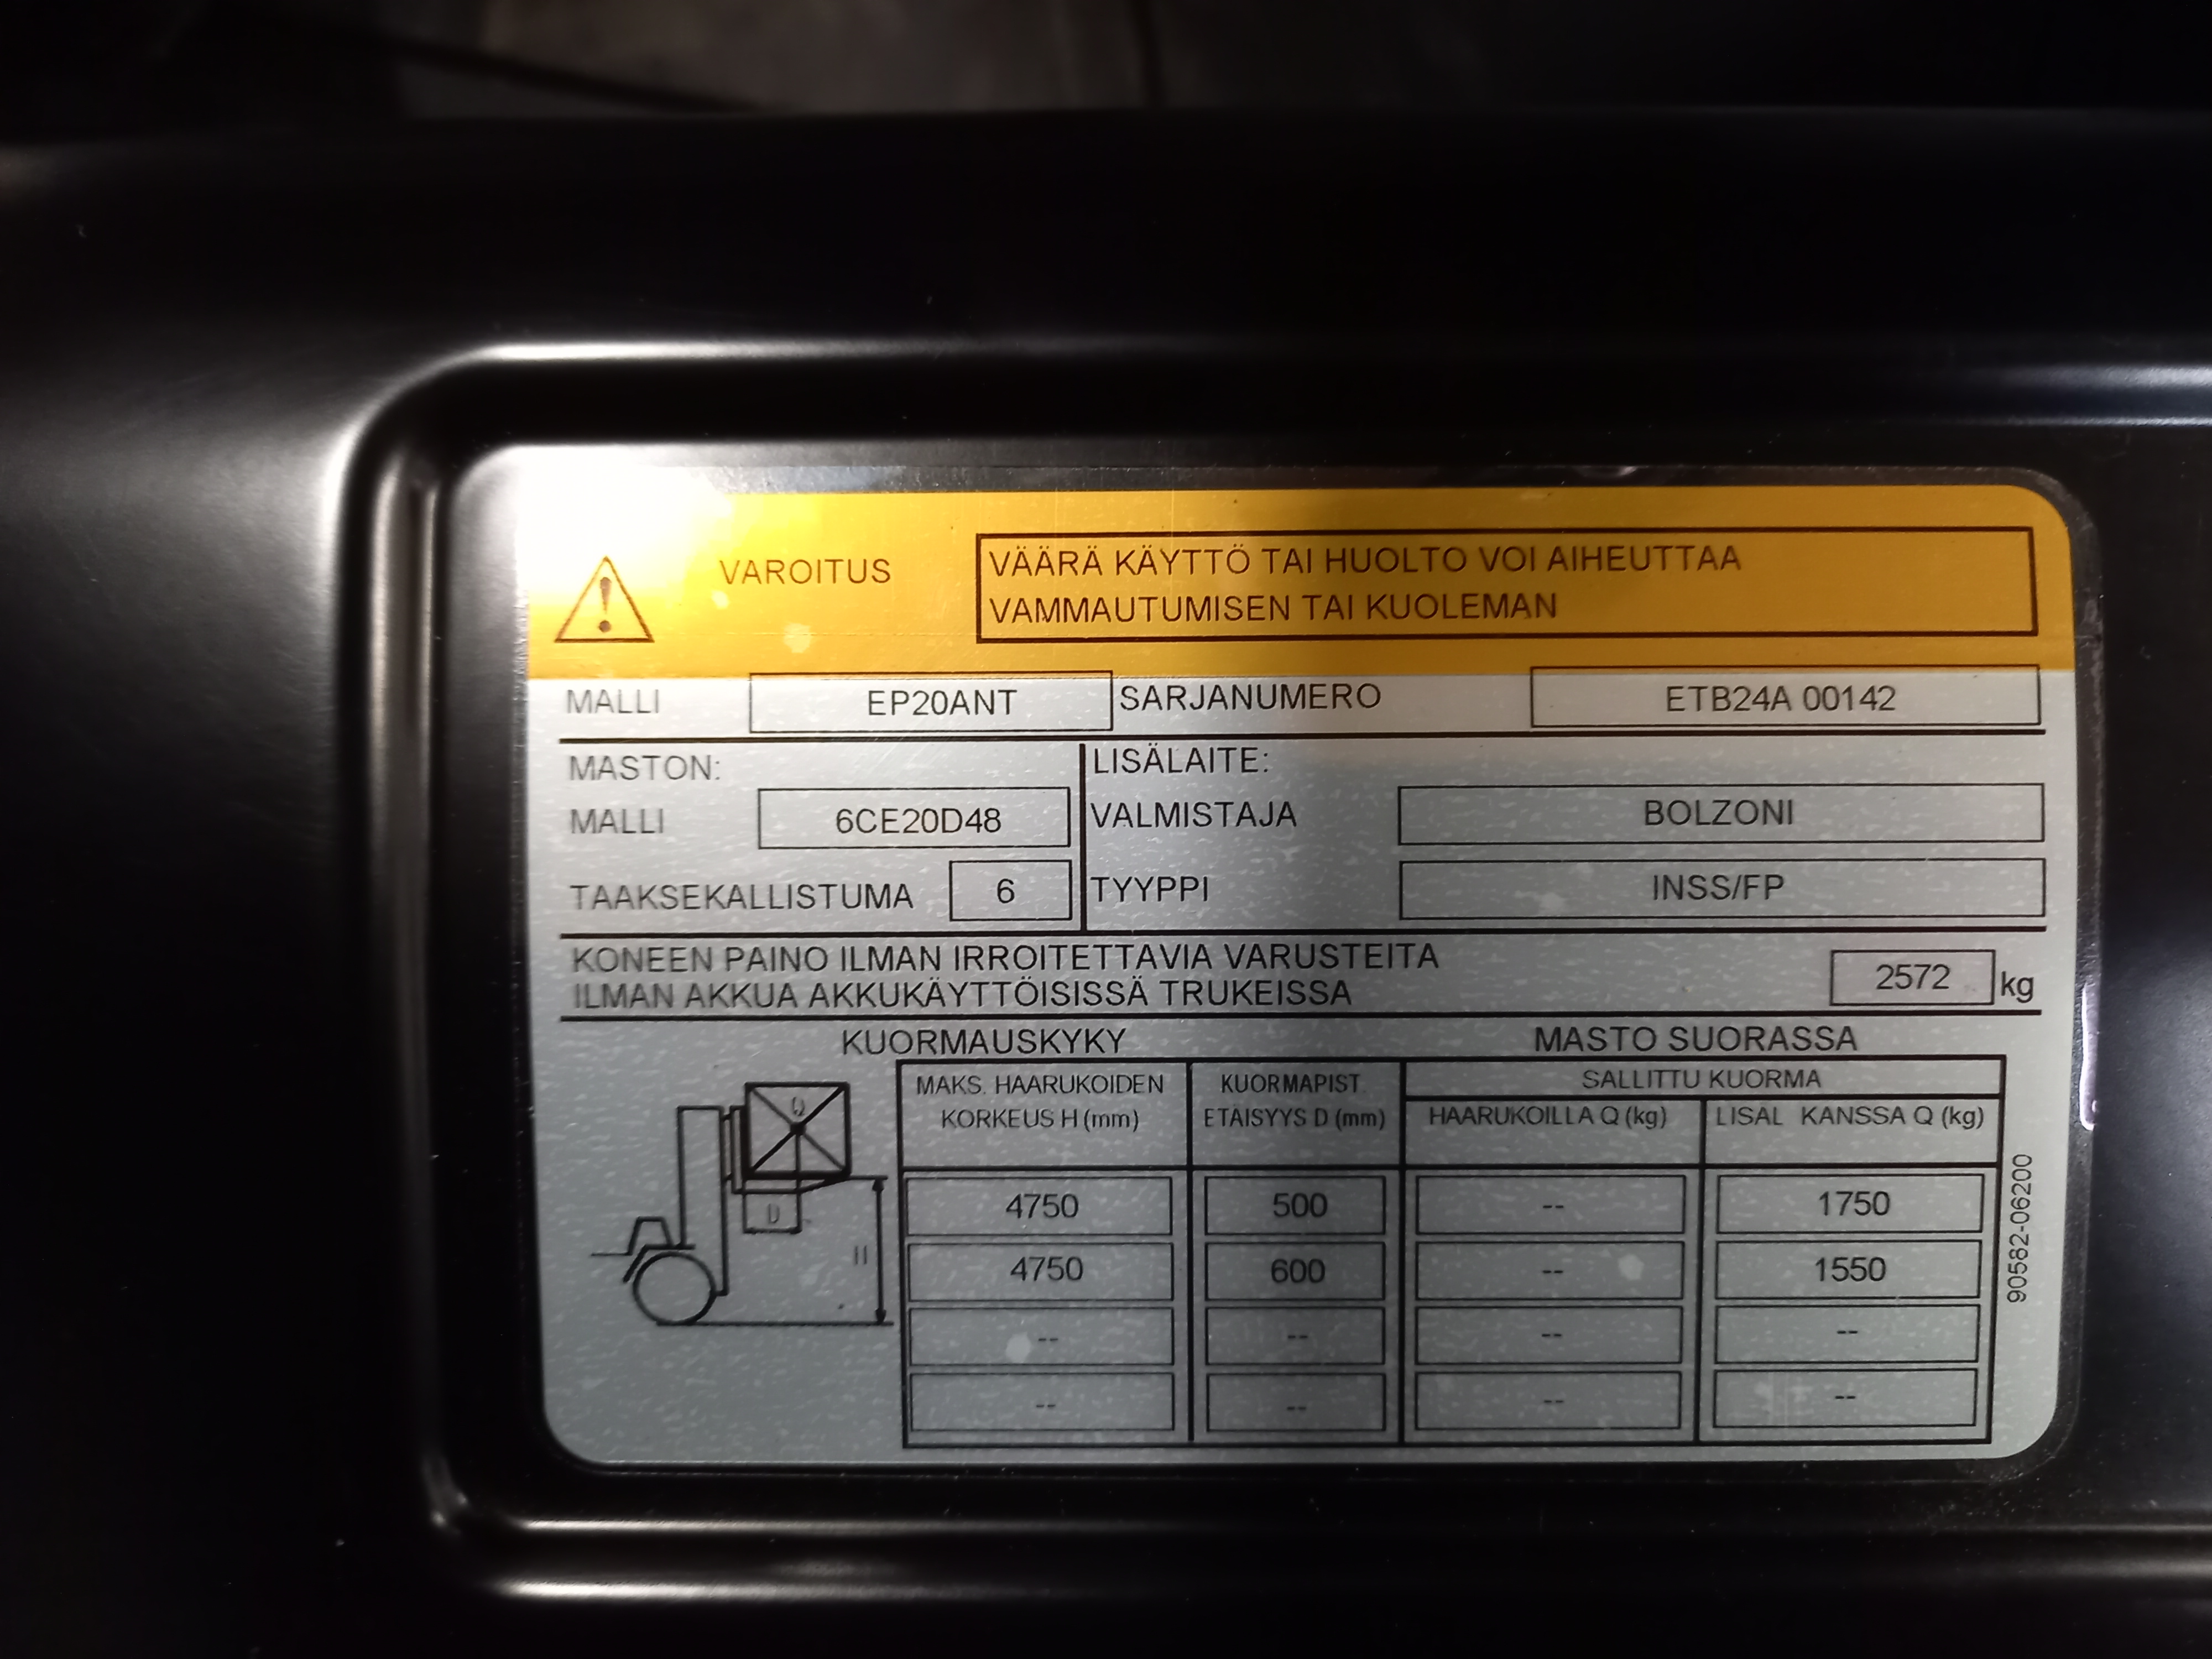 VAROITUS
VÄÄRÄ KÄYTTÖ TAI HUOLTO VOI AIHEUTTAA
VAMMAUTUMISEN TAI KUOLEMAN
MALLI EP20ANT SARJANUMERO ETB24A 00142
MASTON:
MALLI 6CE20D48
TAAKSEKALLISTUMA 6
LISÄLAITE:
VALMISTAJA BOLZONI
TYYPPI INSS/FP
KONEEN PAINO ILMAN IRROITETTAVIA VARUSTEITA
ILMAN AKKUA AKKUKÄYTTÖISISSÄ TRUKEISSA
2572 kg
KUORMAUSKYKY MASTO SUORASSA
MAKS. HAARUKOIDEN
KORKEUS H (mm)
KUORMAPIST.
ETAISYYS D (mm)
SALLITTU KUORMA
HAARUKOILLA Q (kg) LISAL KANSSA Q (kg)
4750 500 -- 1750
4750 600 -- 1550
-- -- -- --
-- -- -- --
Q
D
H
90582-06200